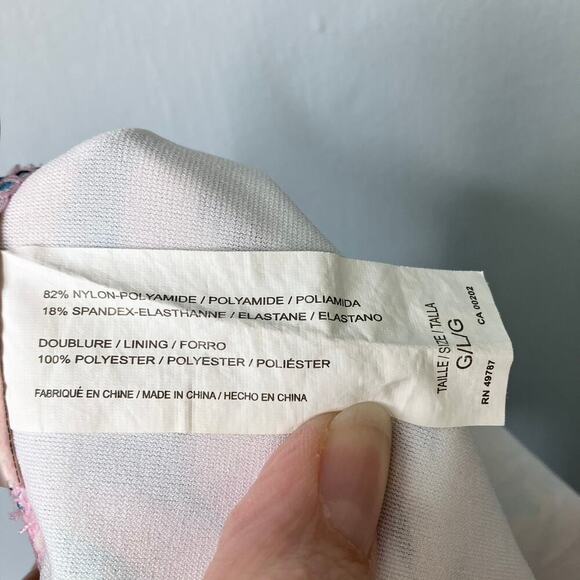 82% NYLON-POLYAMIDE / POLYAMIDE / POLIAMIDA
18% SPANDEX-ELASTHANNE / ELASTANE / ELASTANO
DOUBLURE / LINING / FORRO
100% POLYESTER / POLYESTER / POLIÉSTER
FABRIQUÉ EN CHINE / MADE IN CHINA / HECHO EN CHINA
TAILLE / SIZE / TALLA
G/L/G
RN 49787 CA 00202